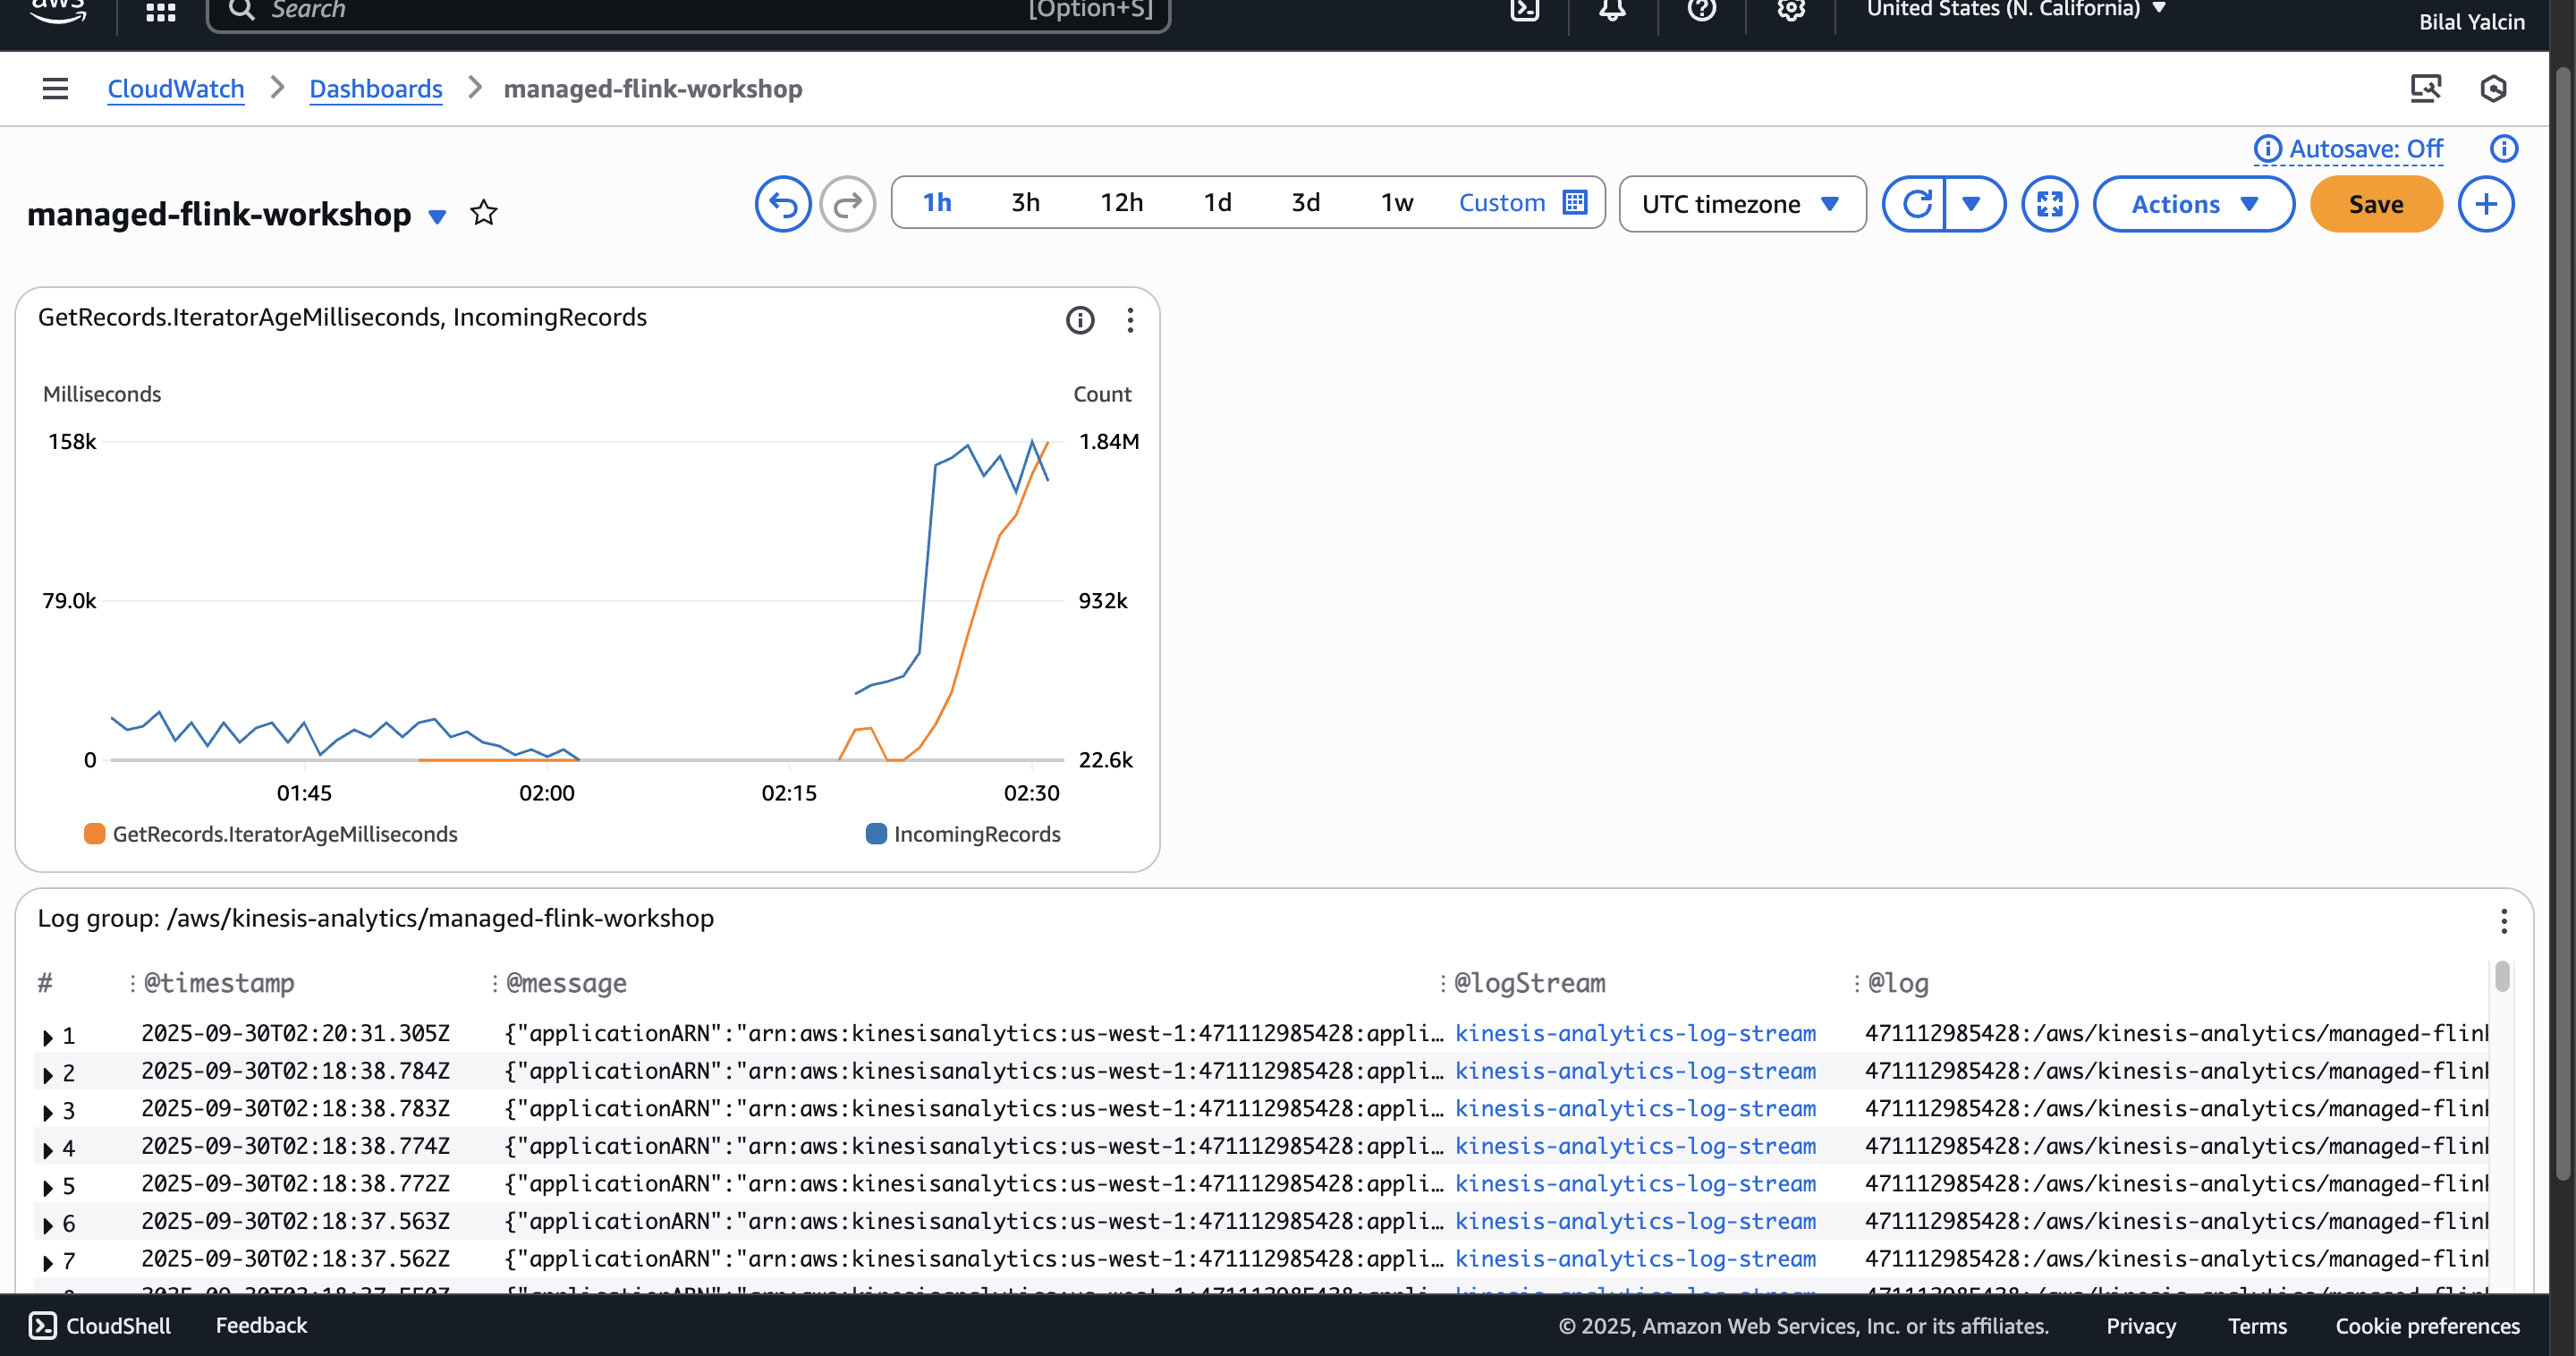 aws
Search [Option+S]
United States (N. California)
Bilal Yalcin
CloudWatch Dashboards managed-flink-workshop
Autosave: Off
managed-flink-workshop
1h 3h 12h 1d 3d 1w Custom
UTC timezone
Actions
Save
GetRecords.IteratorAgeMilliseconds, IncomingRecords
Milliseconds Count
158k 1.84M
79.0k 932k
0 22.6k
01:45 02:00 02:15 02:30
GetRecords.IteratorAgeMilliseconds IncomingRecords
Log group: /aws/kinesis-analytics/managed-flink-workshop
# @timestamp @message @logStream @log
1 2025-09-30T02:20:31.305Z {"applicationARN":"arn:aws:kinesisanalytics:us-west-1:471112985428:appli… kinesis-analytics-log-stream 471112985428:/aws/kinesis-analytics/managed-flink
2 2025-09-30T02:18:38.784Z {"applicationARN":"arn:aws:kinesisanalytics:us-west-1:471112985428:appli… kinesis-analytics-log-stream 471112985428:/aws/kinesis-analytics/managed-flink
3 2025-09-30T02:18:38.783Z {"applicationARN":"arn:aws:kinesisanalytics:us-west-1:471112985428:appli… kinesis-analytics-log-stream 471112985428:/aws/kinesis-analytics/managed-flink
4 2025-09-30T02:18:38.774Z {"applicationARN":"arn:aws:kinesisanalytics:us-west-1:471112985428:appli… kinesis-analytics-log-stream 471112985428:/aws/kinesis-analytics/managed-flink
5 2025-09-30T02:18:38.772Z {"applicationARN":"arn:aws:kinesisanalytics:us-west-1:471112985428:appli… kinesis-analytics-log-stream 471112985428:/aws/kinesis-analytics/managed-flink
6 2025-09-30T02:18:37.563Z {"applicationARN":"arn:aws:kinesisanalytics:us-west-1:471112985428:appli… kinesis-analytics-log-stream 471112985428:/aws/kinesis-analytics/managed-flink
7 2025-09-30T02:18:37.562Z {"applicationARN":"arn:aws:kinesisanalytics:us-west-1:471112985428:appli… kinesis-analytics-log-stream 471112985428:/aws/kinesis-analytics/managed-flink
CloudShell Feedback © 2025, Amazon Web Services, Inc. or its affiliates. Privacy Terms Cookie preferences